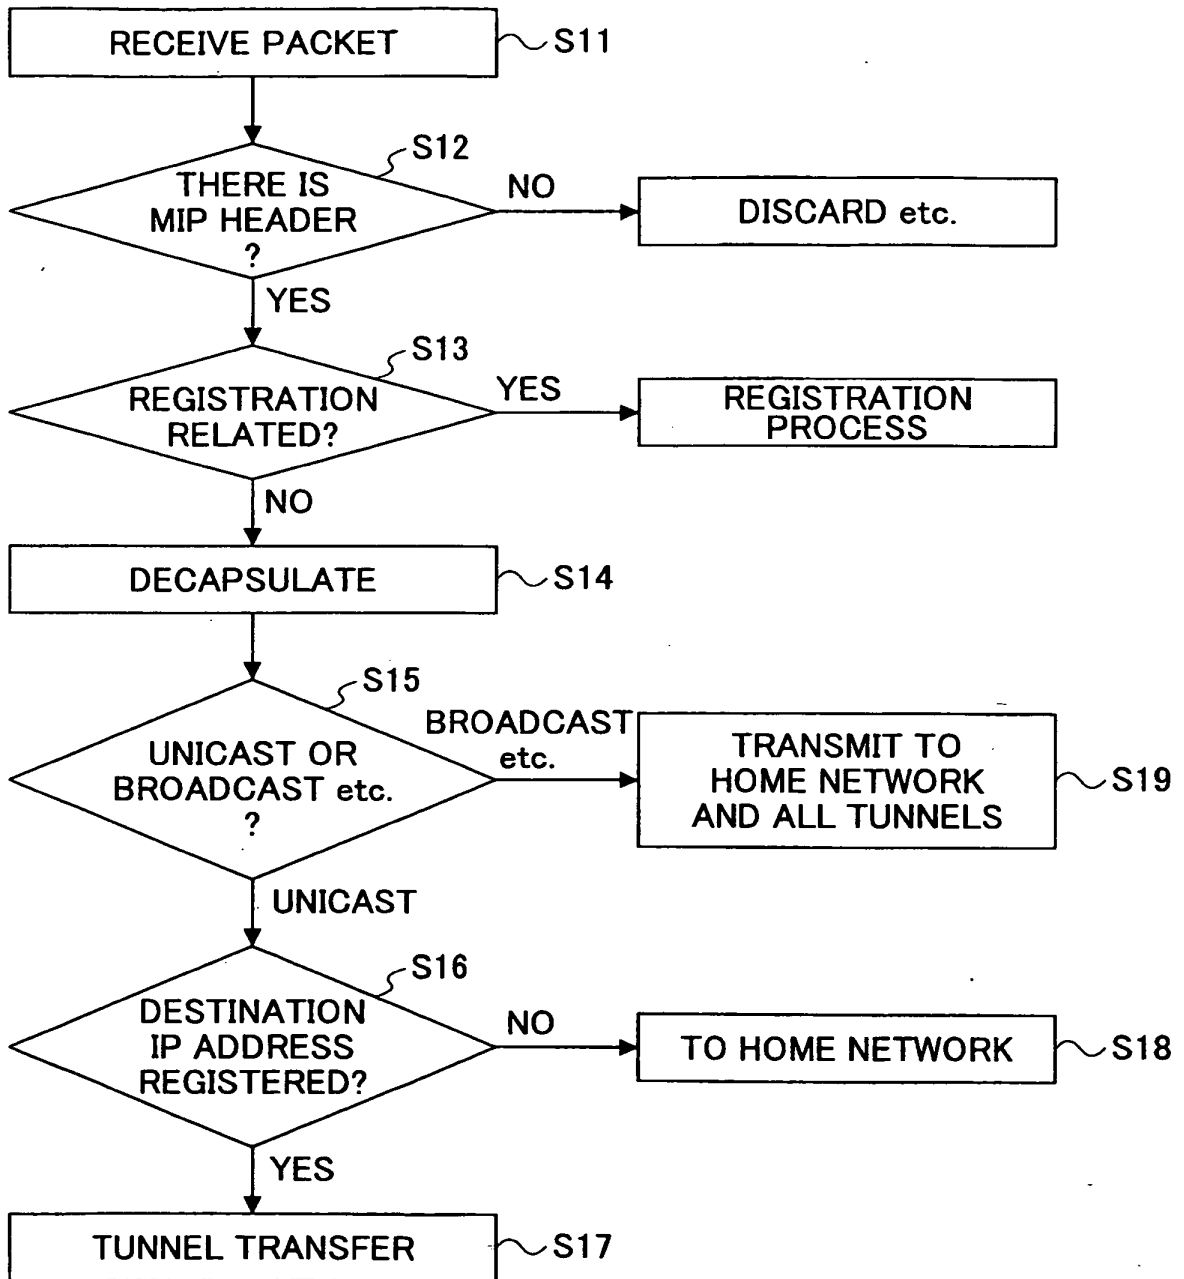 RECEIVE PACKET
S11
S12
THERE IS
MIP HEADER
?
NO
DISCARD etc.
YES
S13
REGISTRATION
RELATED?
YES
REGISTRATION
PROCESS
NO
DECAPSULATE
S14
S15
UNICAST OR
BROADCAST etc.
?
BROADCAST
etc.
TRANSMIT TO
HOME NETWORK
AND ALL TUNNELS
S19
UNICAST
S16
DESTINATION
IP ADDRESS
REGISTERED?
NO
TO HOME NETWORK
S18
YES
TUNNEL TRANSFER
S17